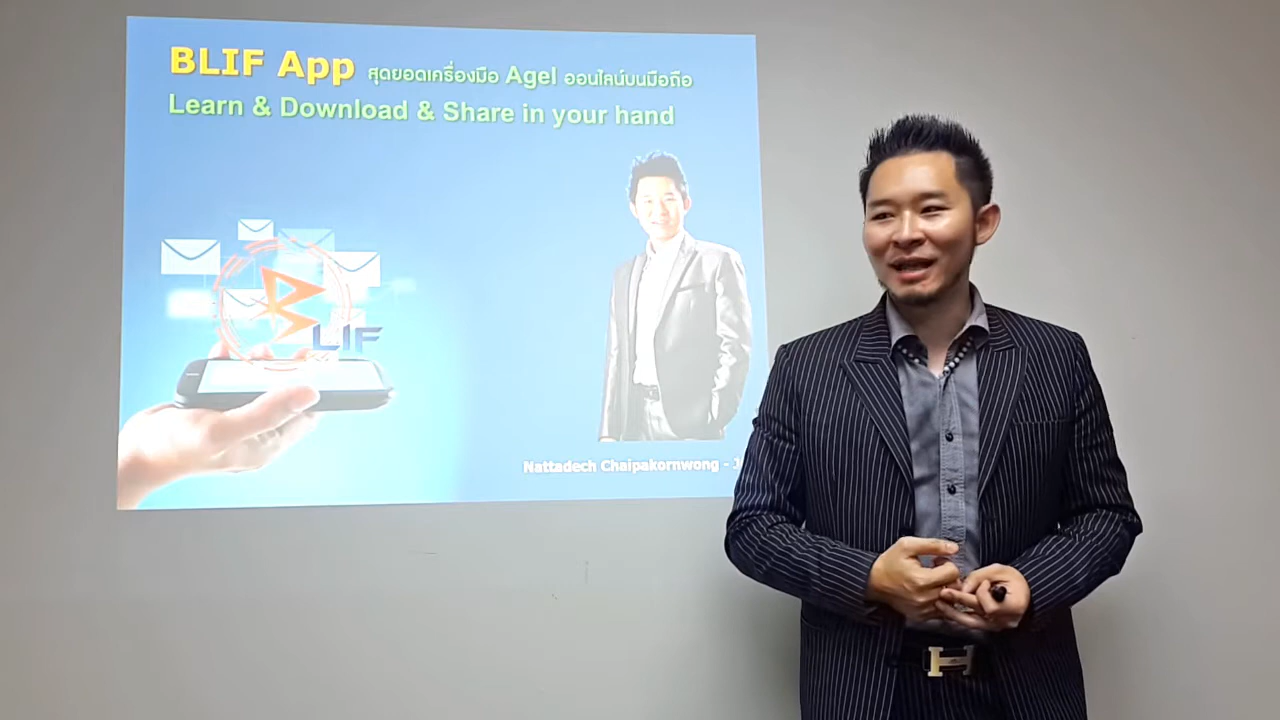 BLIF App สุดยอดเครื่องมือ Agel ออนไลน์บนมือถือ
Learn & Download & Share in your hand
BLIF
Nattadech Chaipakornwong -